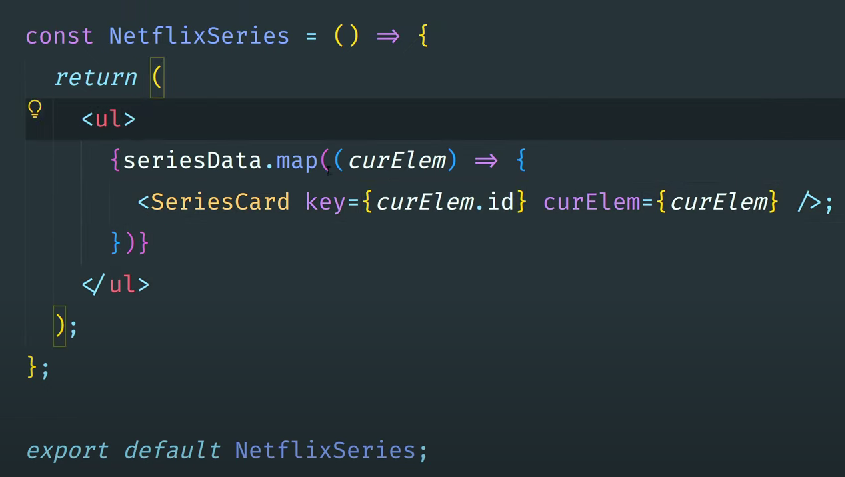 const NetflixSeries = () => {
return (
<ul>
{seriesData.map((curElem) => {
<SeriesCard key={curElem.id} curElem={curElem} />;
})}
</ul>
);
};
export default NetflixSeries;